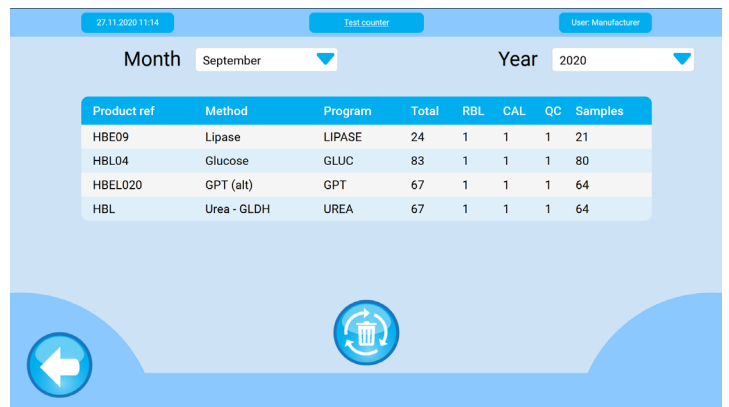 27.11.2020 11:14 Test counter User: Manufacturer
Month September Year 2020
Product ref Method Program Total RBL CAL QC Samples
HBE09 Lipase LIPASE 24 1 1 1 21
HBL04 Glucose GLUC 83 1 1 1 80
HBEL020 GPT (alt) GPT 67 1 1 1 64
HBL Urea - GLDH UREA 67 1 1 1 64